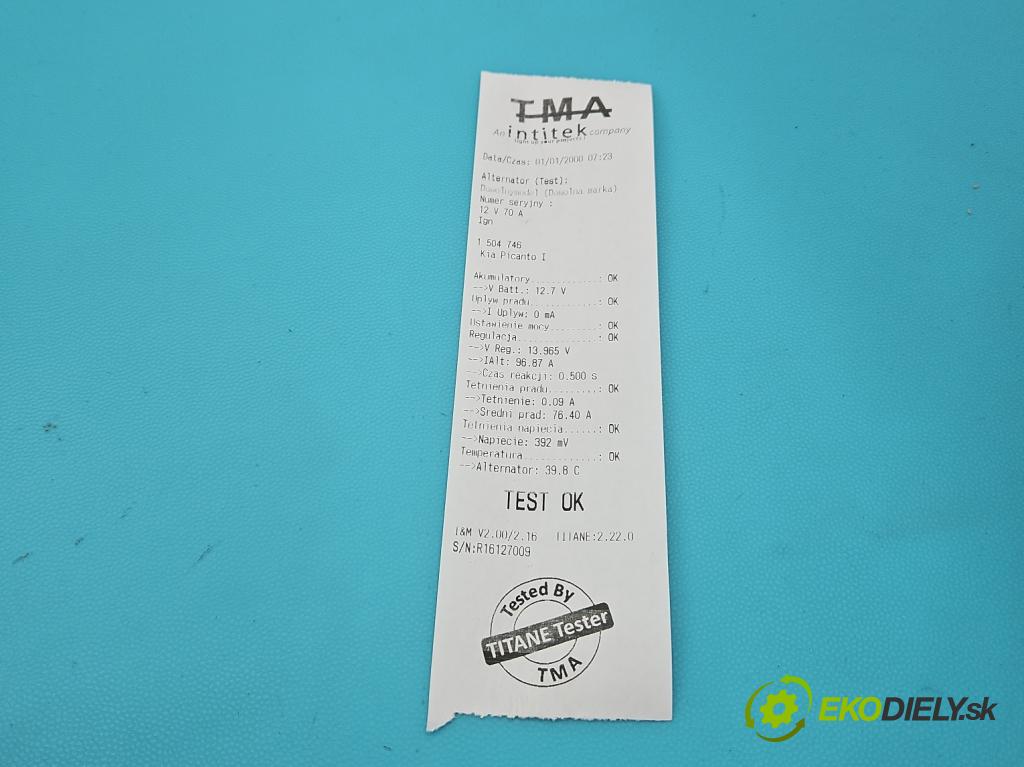 TMA
An intitek company
light up your projects!
Data/Czas: 01/01/2000 07:23
Alternator (Test):
Dowolnymodel (Dowolna marka)
Numer seryjny :
12 V 70 A
Ign
1 504 746
Kia Picanto I
Akumulatory.............: OK
-->V Batt.: 12.7 V
Uplyw pradu.............: OK
-->I Uplyw: 0 mA
Ustawienie mocy.........: OK
Regulacja...............: OK
-->V Reg.: 13.965 V
-->IAlt: 96.87 A
-->Czas reakcji: 0.500 s
Tetnienia pradu.........: OK
-->Tetnienie: 0.09 A
-->Sredni prad: 76.40 A
Tetnienia napiecia......: OK
-->Napiecie: 392 mV
Temperatura.............: OK
-->Alternator: 39.8 C
TEST OK
I&M V2.00/2.16 TITANE:2.22.0
S/N:R16127009
Tested By
TITANE Tester
TMA
EKODIELY.sk